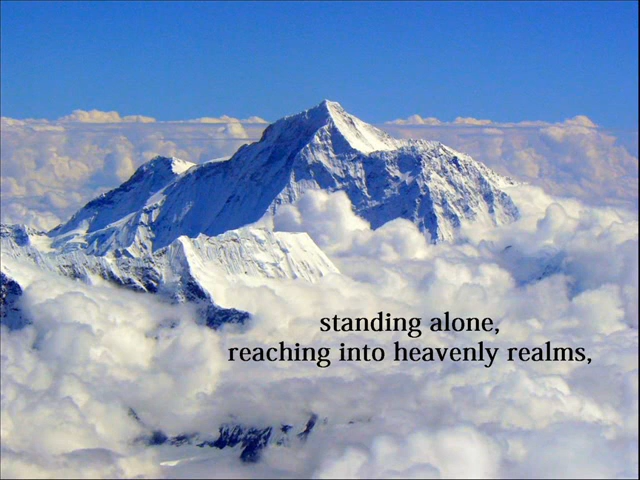 standing alone,
reaching into heavenly realms,